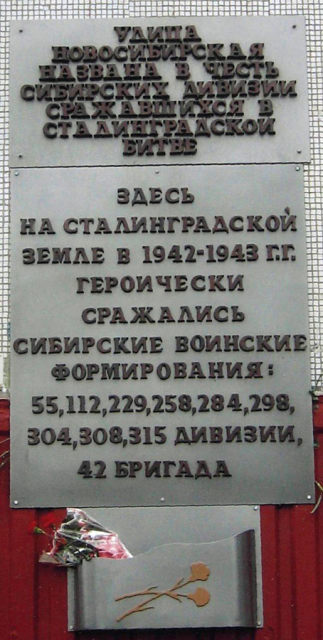 УЛИЦА
НОВОСИБИРСКАЯ
НАЗВАНА В ЧЕСТЬ
СИБИРСКИХ ДИВИЗИИ
СРАЖАВШИХСЯ В
СТАЛИНГРАДСКОЙ
БИТВЕ
ЗДЕСЬ
НА СТАЛИНГРАДСКОЙ
ЗЕМЛЕ В 1942-1943 Г.Г.
ГЕРОИЧЕСКИ
СРАЖАЛИСЬ
СИБИРСКИЕ ВОИНСКИЕ
ФОРМИРОВАНИЯ:
55,112,229,258,284,298,
304,308,315 ДИВИЗИИ,
42 БРИГАДА